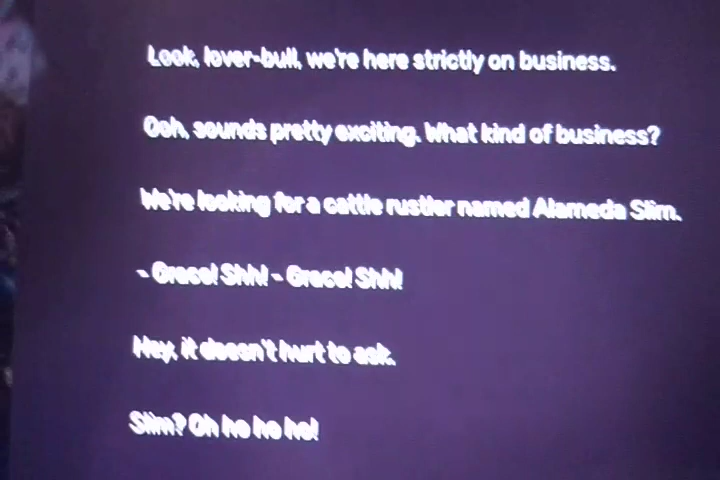 Look, lover-bull, we're here strictly on business.
Ooh, sounds pretty exciting. What kind of business?
We're looking for a cattle rustler named Alameda Slim.
- Grace! Shh! - Grace! Shh!
Hey, it doesn't hurt to ask.
Slim? Oh ho ho ho!